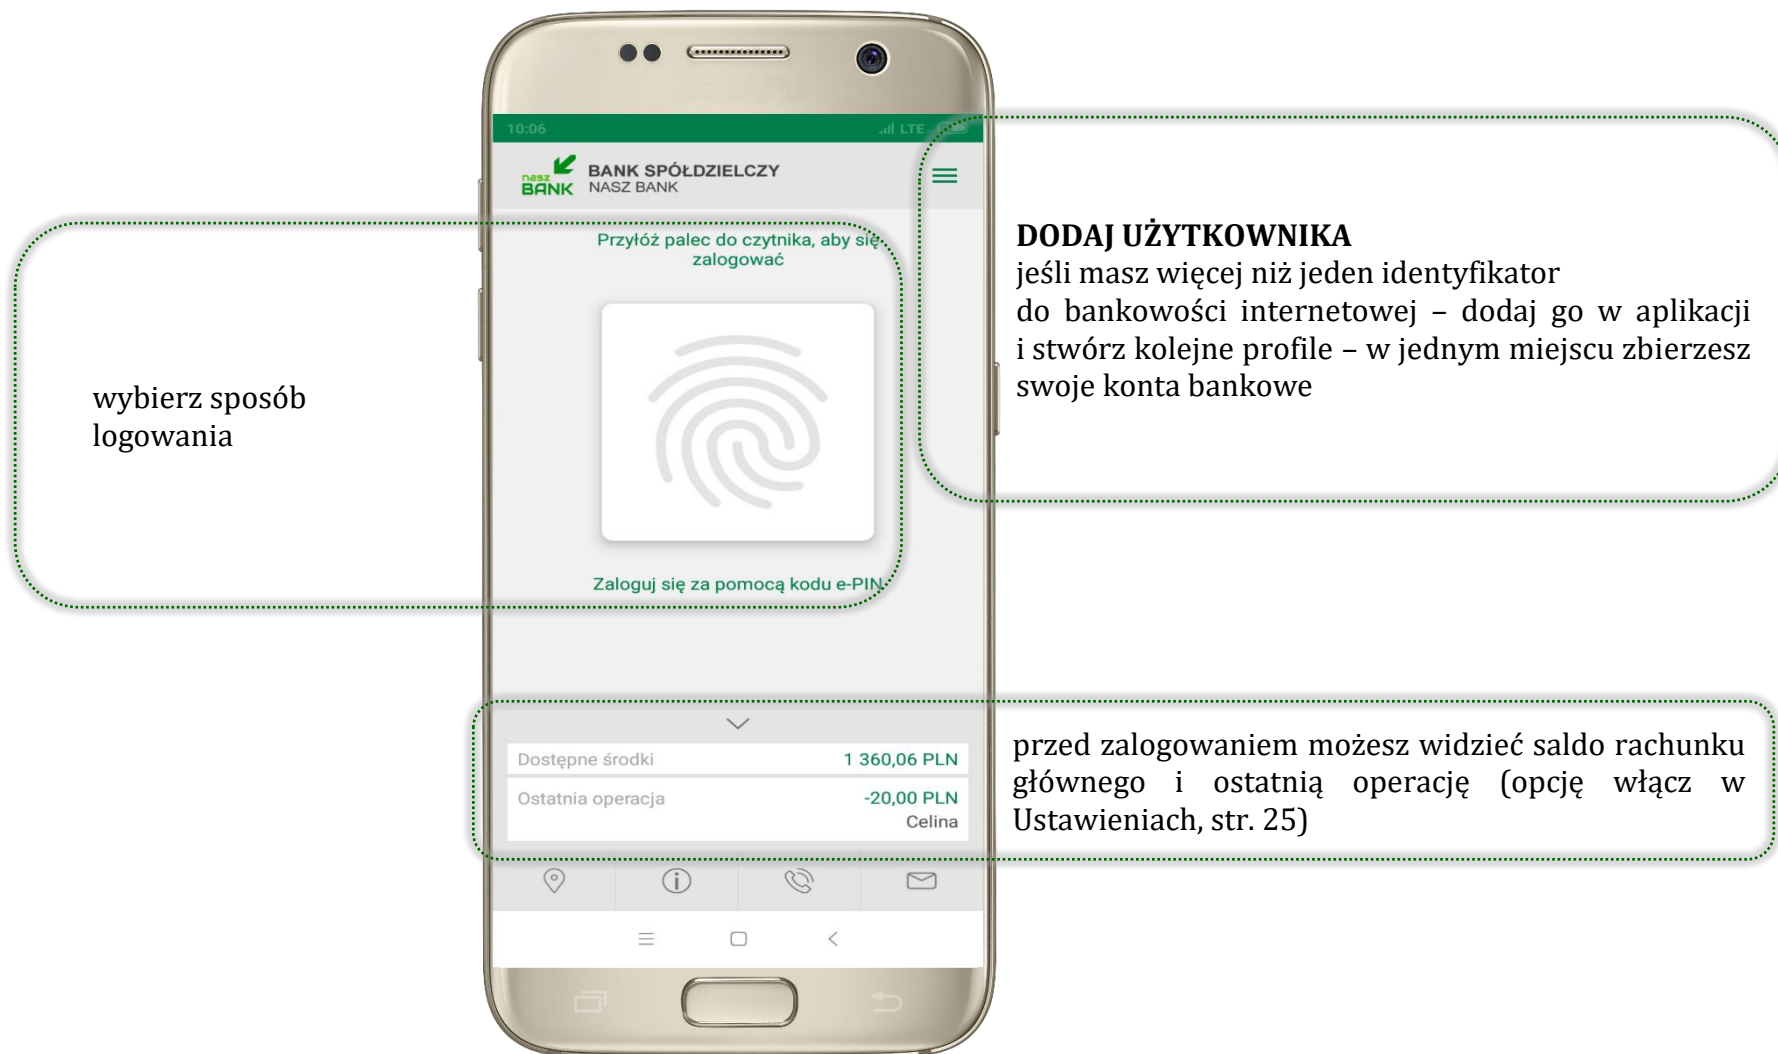 10:06
LTE
nasz
BANK
BANK SPÓŁDZIELCZY
NASZ BANK
Przyłóż palec do czytnika, aby się
zalogować
Zaloguj się za pomocą kodu e-PIN
Dostępne środki
1 360,06 PLN
Ostatnia operacja
-20,00 PLN
Celina
wybierz sposób
logowania
DODAJ UŻYTKOWNIKA
jeśli masz więcej niż jeden identyfikator
do bankowości internetowej – dodaj go w aplikacji
i stwórz kolejne profile – w jednym miejscu zbierzesz
swoje konta bankowe
przed zalogowaniem możesz widzieć saldo rachunku
głównego i ostatnią operację (opcję włącz w
Ustawieniach, str. 25)